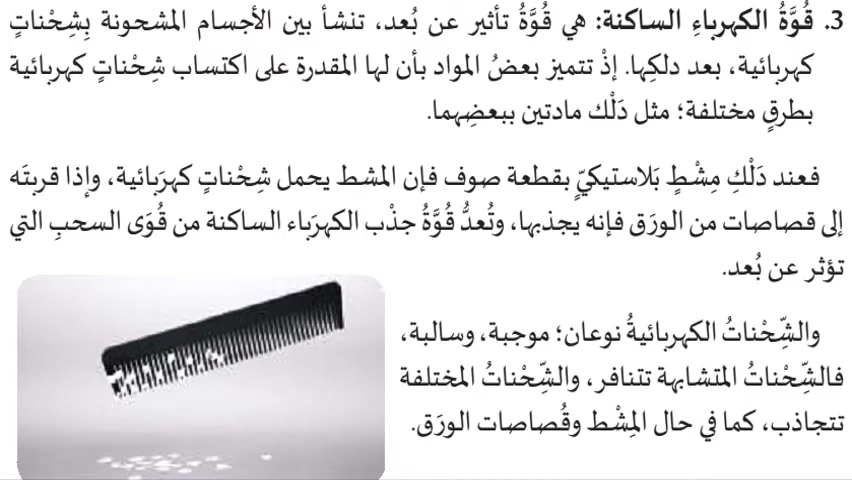 3. قُوَّةُ الكهرباءِ الساكنة: هي قُوَّةُ تأثير عن بُعد، تنشأ بين الأجسام المشحونة بِشِحْناتٍ
كهربائية، بعد دلكِها. إذْ تتميز بعضُ المواد بأن لها المقدرة على اكتساب شِحْناتٍ كهربائية
بطرقٍ مختلفة؛ مثل دَلْك مادتين ببعضِهما.
فعند دَلْكِ مِشْطٍ بَلاستيكيٍّ بقطعة صوف فإن المشط يحمل شِحْناتٍ كهرَبائية، وإذا قربتَه
إلى قصاصات من الورَق فإنه يجذبها، وتُعدُّ قُوَّةُ جذْب الكهرَباء الساكنة من قُوَى السحبِ التي
تؤثر عن بُعد.
والشِّحْناتُ الكهربائيةُ نوعان؛ موجبة، وسالبة،
فالشِّحْناتُ المتشابهة تتنافر، والشِّحْناتُ المختلفة
تتجاذب، كما في حال المِشْط وقُصاصات الورَق.